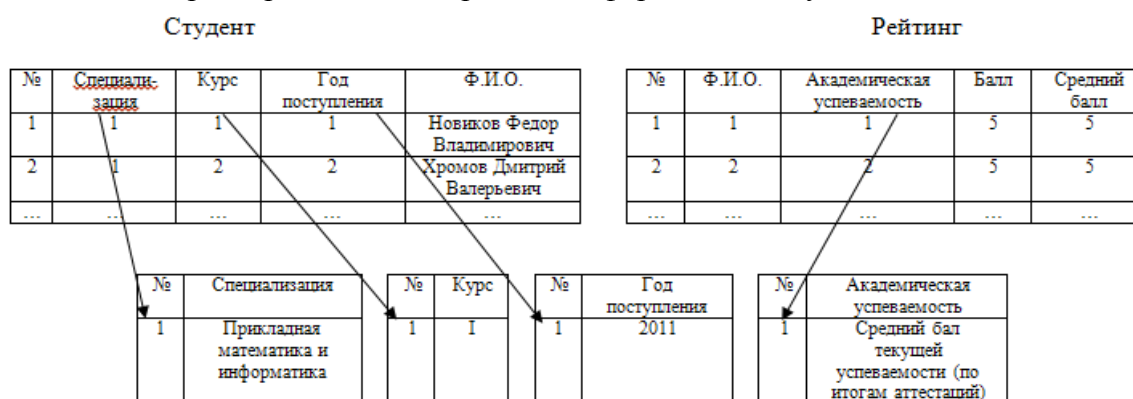 Студент
Рейтинг
№ Специали- Курс Год Ф.И.О.
зация поступления
1 1 1 1 Новиков Федор
Владимирович
2 1 2 2 Хромов Дмитрий
Валерьевич
... ... ... ... ...
№ Ф.И.О. Академическая Балл Средний
успеваемость балл
1 1 1 5 5
2 2 2 5 5
... ... ... ... ...
№ Специализация
1 Прикладная
математика и
информатика
№ Курс
1 I
№ Год
поступления
1 2011
№ Академическая
успеваемость
1 Средний бал
текущей
успеваемости (по
итогам аттестаций)